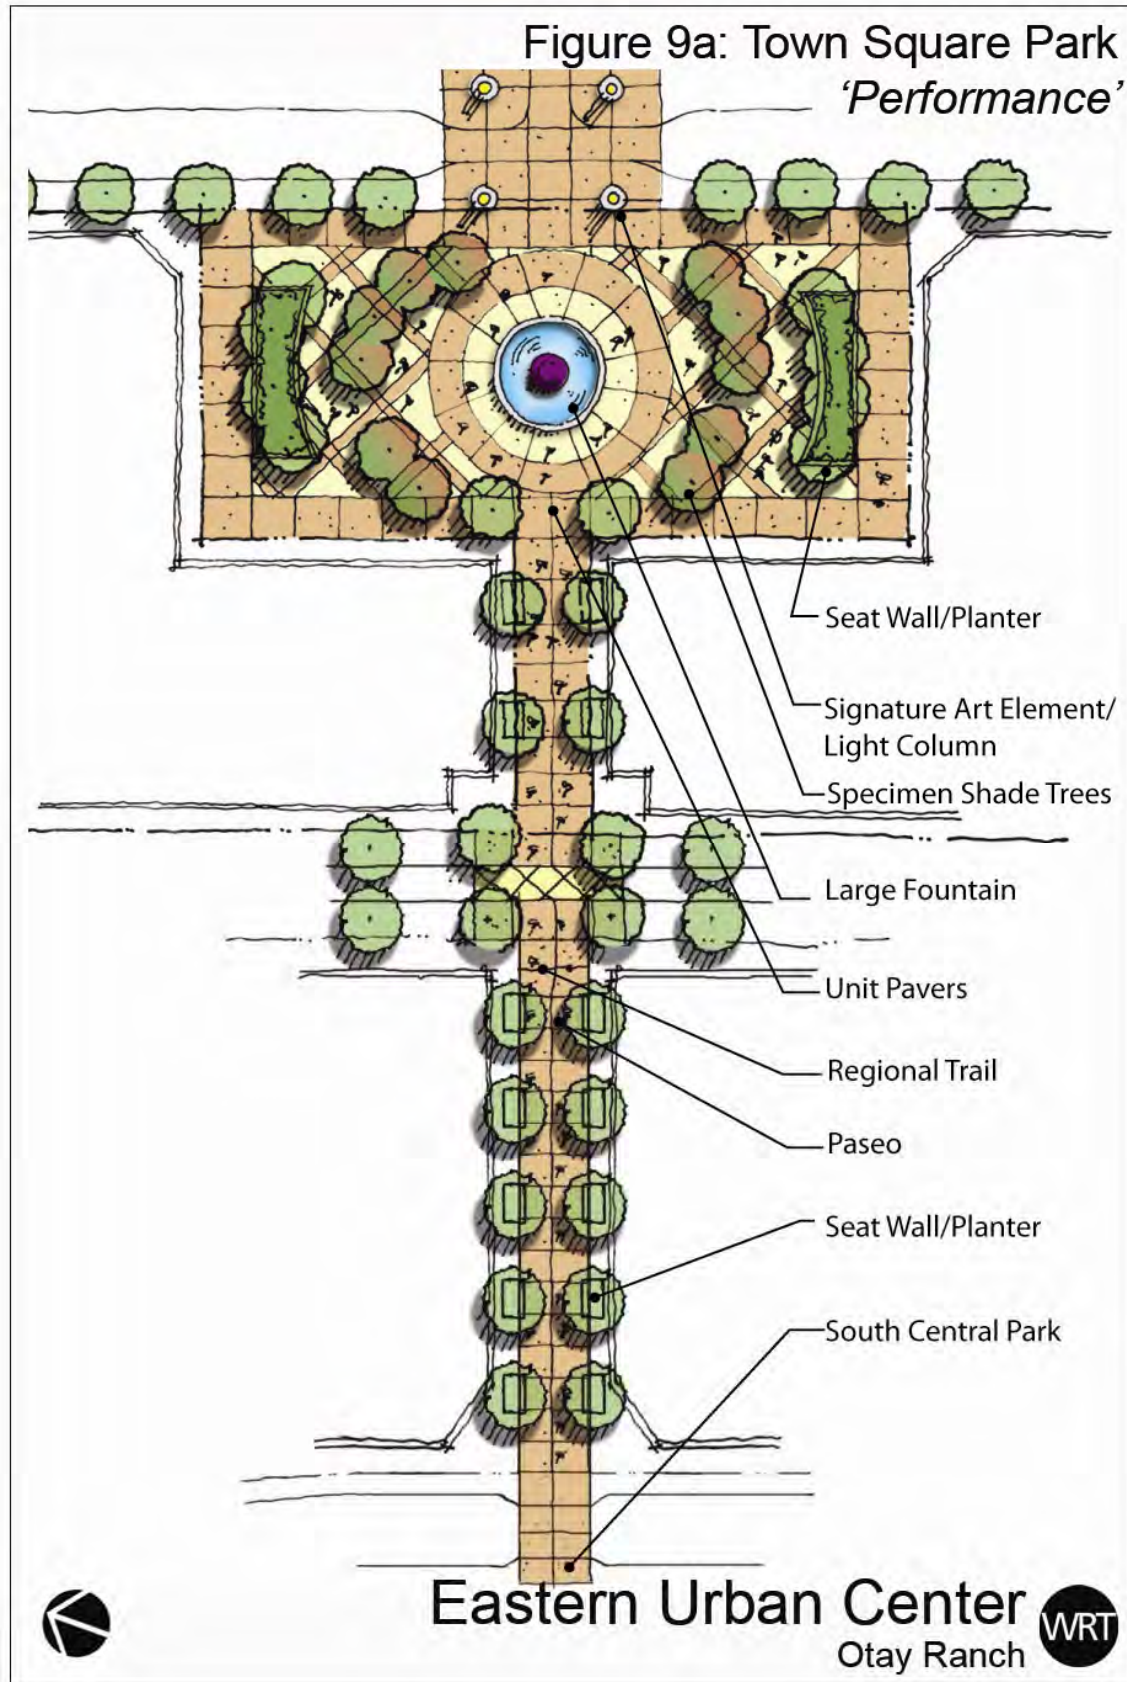 Figure 9a: Town Square Park
'Performance'
Seat Wall/Planter
Signature Art Element/
Light Column
Specimen Shade Trees
Large Fountain
Unit Pavers
Regional Trail
Paseo
Seat Wall/Planter
South Central Park
Eastern Urban Center
Otay Ranch
WRT